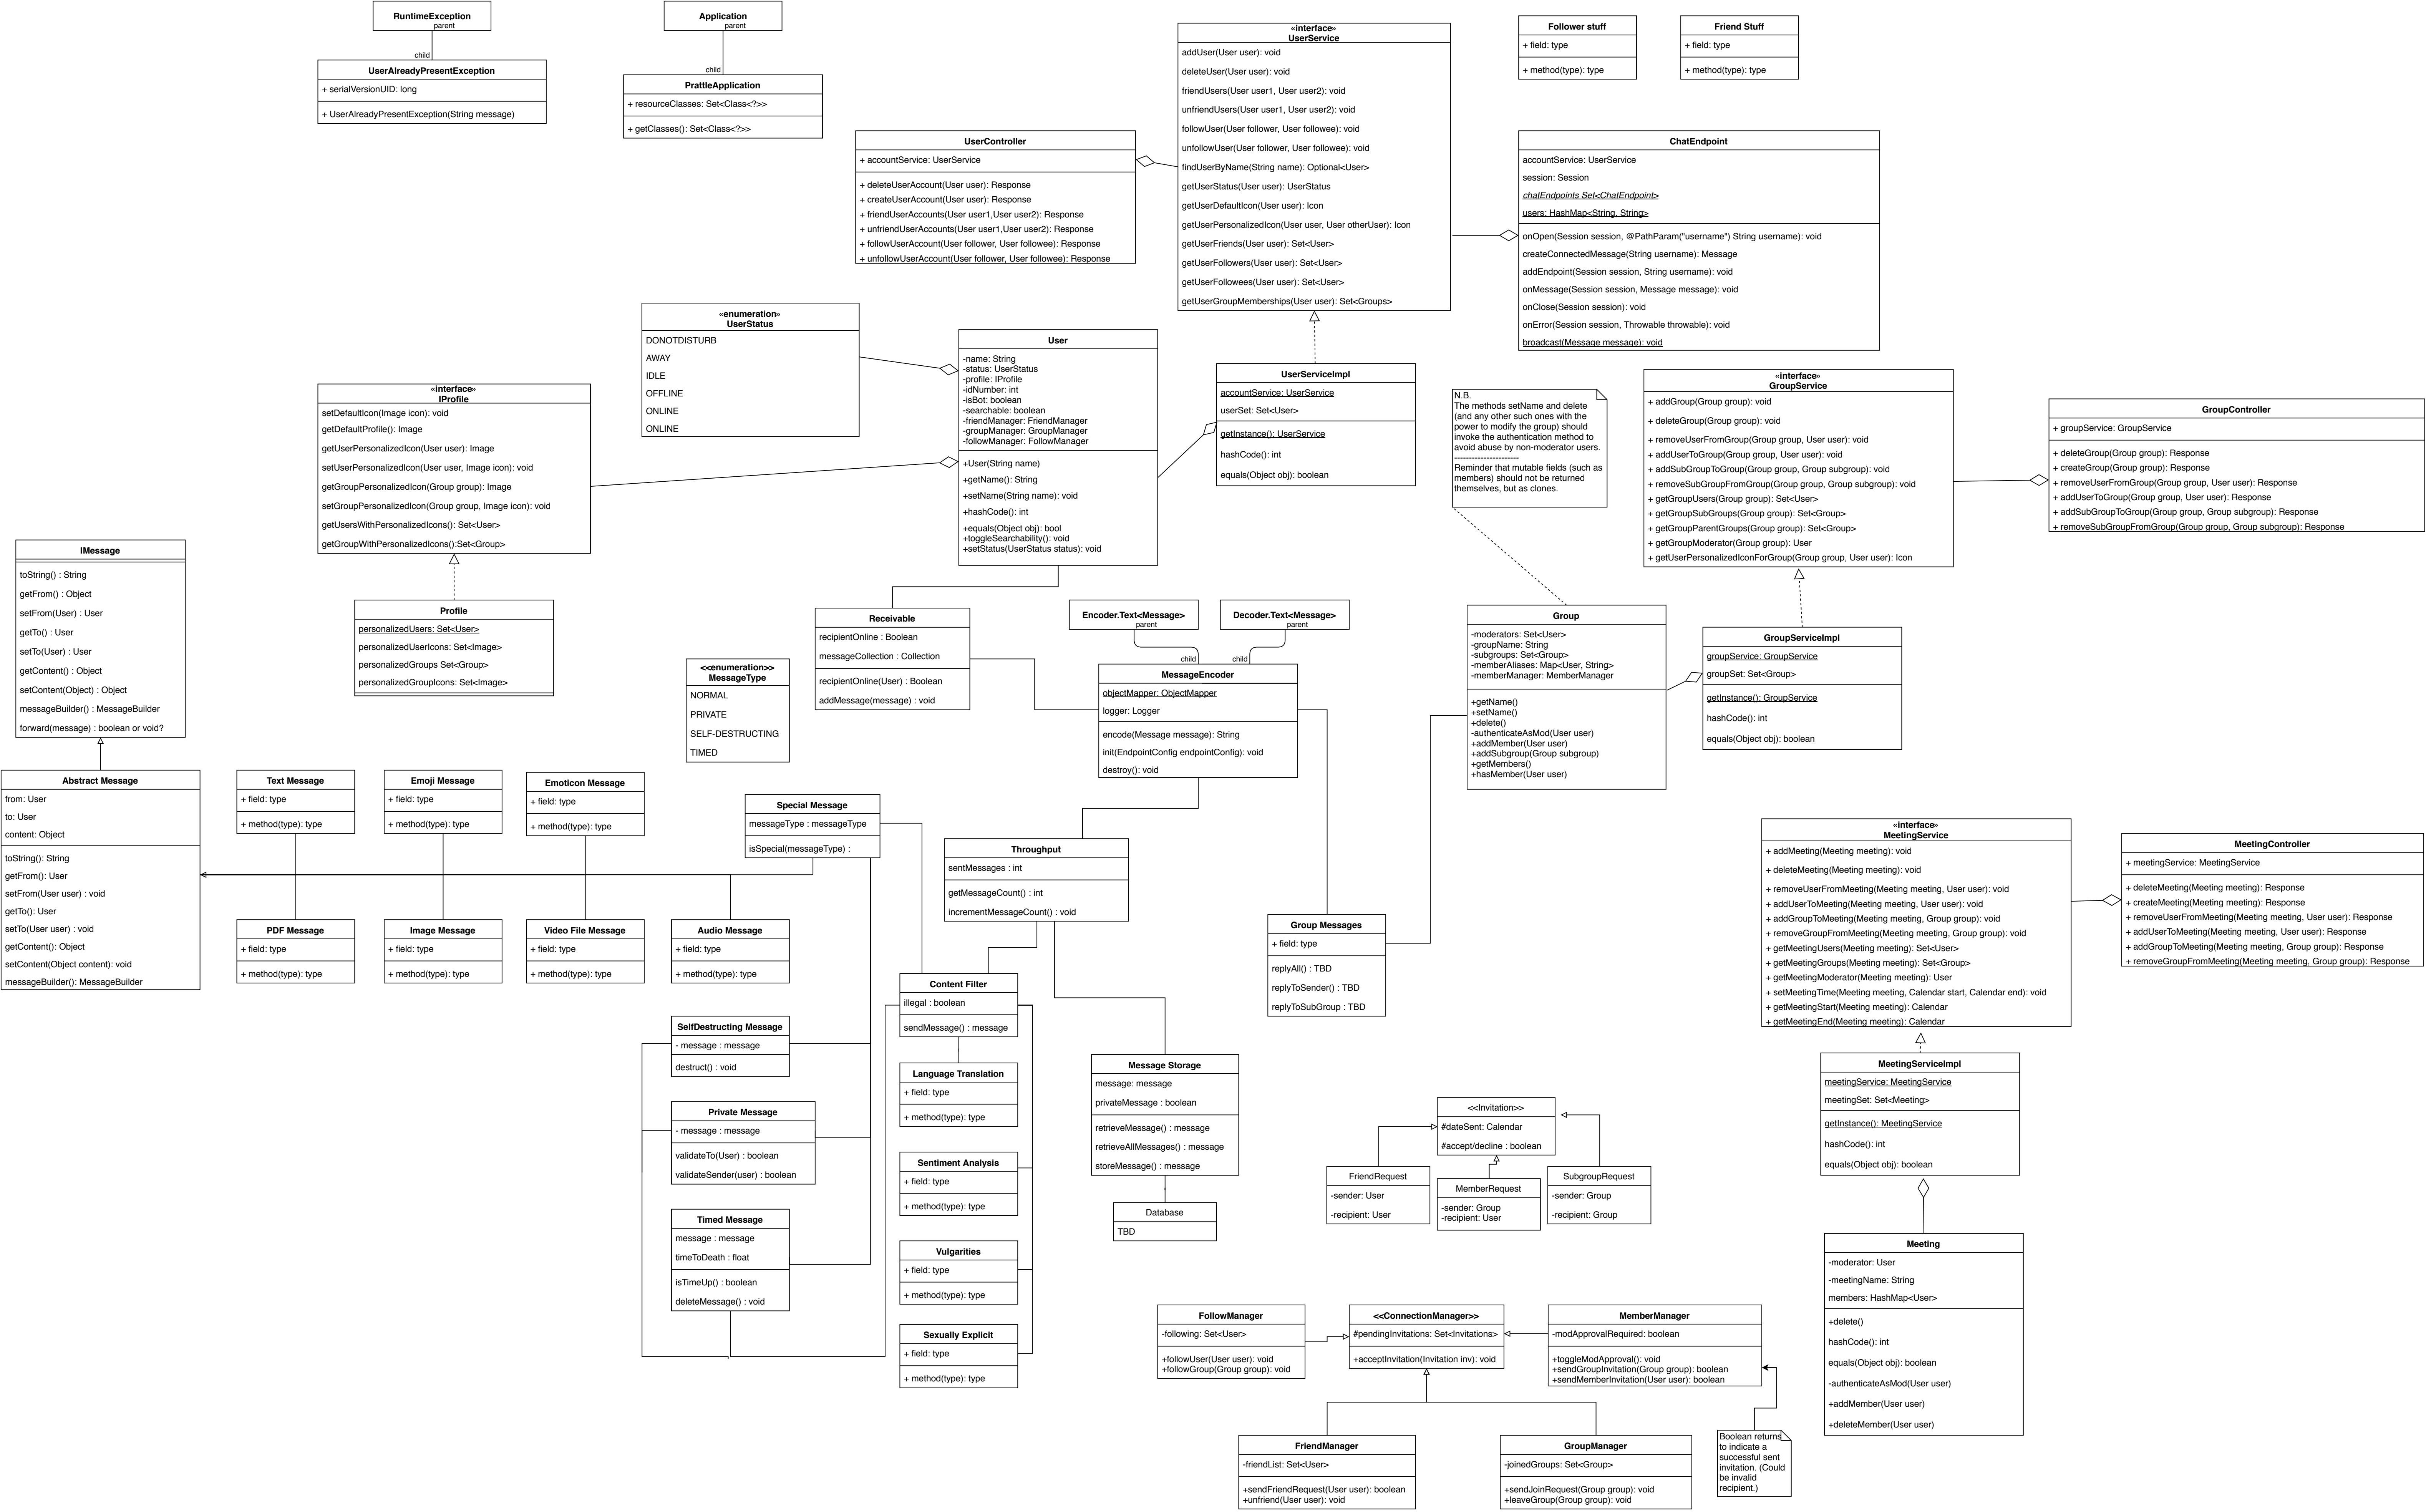 RuntimeException
parent
child
UserAlreadyPresentException
+ serialVersionUID: long
+ UserAlreadyPresentException(String message)
Application
parent
child
PrattleApplication
+ resourceClasses: Set<Class<?>>
+ getClasses(): Set<Class<?>>
UserController
+ accountService: UserService
+ deleteUserAccount(User user): Response
+ createUserAccount(User user): Response
+ friendUserAccounts(User user1,User user2): Response
+ unfriendUserAccounts(User user1,User user2): Response
+ followUserAccount(User follower, User followee): Response
+ unfollowUserAccount(User follower, User followee): Response
«interface»
UserService
addUser(User user): void
deleteUser(User user): void
friendUsers(User user1, User user2): void
unfriendUsers(User user1, User user2): void
followUser(User follower, User followee): void
unfollowUser(User follower, User followee): void
findUserByName(String name): Optional<User>
getUserStatus(User user): UserStatus
getUserDefaultIcon(User user): Icon
getUserPersonalizedIcon(User user, User otherUser): Icon
getUserFriends(User user): Set<User>
getUserFollowers(User user): Set<User>
getUserFollowees(User user): Set<User>
getUserGroupMemberships(User user): Set<Groups>
Follower stuff
+ field: type
+ method(type): type
Friend Stuff
+ field: type
+ method(type): type
ChatEndpoint
accountService: UserService
session: Session
chatEndpoints Set<ChatEndpoint>
users: HashMap<String, String>
onOpen(Session session, @PathParam("username") String username): void
createConnectedMessage(String username): Message
addEndpoint(Session session, String username): void
onMessage(Session session, Message message): void
onClose(Session session): void
onError(Session session, Throwable throwable): void
broadcast(Message message): void
«enumeration»
UserStatus
DONOTDISTURB
AWAY
IDLE
OFFLINE
ONLINE
ONLINE
User
-name: String
-status: UserStatus
-profile: IProfile
-idNumber: int
-isBot: boolean
-searchable: boolean
-friendManager: FriendManager
-groupManager: GroupManager
-followManager: FollowManager
+User(String name)
+getName(): String
+setName(String name): void
+hashCode(): int
+equals(Object obj): bool
+toggleSearchability(): void
+setStatus(UserStatus status): void
UserServiceImpl
accountService: UserService
userSet: Set<User>
getInstance(): UserService
hashCode(): int
equals(Object obj): boolean
N.B.
The methods setName and delete
(and any other such ones with the
power to modify the group) should
invoke the authentication method to
avoid abuse by non-moderator users.
----------------------
Reminder that mutable fields (such as
members) should not be returned
themselves, but as clones.
«interface»
GroupService
+ addGroup(Group group): void
+ deleteGroup(Group group): void
+ removeUserFromGroup(Group group, User user): void
+ addUserToGroup(Group group, User user): void
+ addSubGroupToGroup(Group group, Group subgroup): void
+ removeSubGroupFromGroup(Group group, Group subgroup): void
+ getGroupUsers(Group group): Set<User>
+ getGroupSubGroups(Group group): Set<Group>
+ getGroupParentGroups(Group group): Set<Group>
+ getGroupModerator(Group group): User
+ getUserPersonalizedIconForGroup(Group group, User user): Icon
GroupController
+ groupService: GroupService
+ deleteGroup(Group group): Response
+ createGroup(Group group): Response
+ removeUserFromGroup(Group group, User user): Response
+ addUserToGroup(Group group, User user): Response
+ addSubGroupToGroup(Group group, Group subgroup): Response
+ removeSubGroupFromGroup(Group group, Group subgroup): Response
«interface»
IProfile
setDefaultIcon(Image icon): void
getDefaultProfile(): Image
getUserPersonalizedIcon(User user): Image
setUserPersonalizedIcon(User user, Image icon): void
getGroupPersonalizedIcon(Group group): Image
setGroupPersonalizedIcon(Group group, Image icon): void
getUsersWithPersonalizedIcons(): Set<User>
getGroupWithPersonalizedIcons():Set<Group>
Profile
personalizedUsers: Set<User>
personalizedUserIcons: Set<Image>
personalizedGroups Set<Group>
personalizedGroupIcons: Set<Image>
IMessage
toString() : String
getFrom() : Object
setFrom(User) : User
getTo() : User
setTo(User) : User
getContent() : Object
setContent(Object) : Object
messageBuilder() : MessageBuilder
forward(message) : boolean or void?
Receivable
recipientOnline : Boolean
messageCollection : Collection
recipientOnline(User) : Boolean
addMessage(message) : void
Encoder.Text<Message>
parent
child
Decoder.Text<Message>
parent
child
MessageEncoder
objectMapper: ObjectMapper
logger: Logger
encode(Message message): String
init(EndpointConfig endpointConfig): void
destroy(): void
<<enumeration>>
MessageType
NORMAL
PRIVATE
SELF-DESTRUCTING
TIMED
Group
-moderators: Set<User>
-groupName: String
-subgroups: Set<Group>
-memberAliases: Map<User, String>
-memberManager: MemberManager
+getName()
+setName()
+delete()
-authenticateAsMod(User user)
+addMember(User user)
+addSubgroup(Group subgroup)
+getMembers()
+hasMember(User user)
GroupServiceImpl
groupService: GroupService
groupSet: Set<Group>
getInstance(): GroupService
hashCode(): int
equals(Object obj): boolean
Abstract Message
from: User
to: User
content: Object
toString(): String
getFrom(): User
setFrom(User user) : void
getTo(): User
setTo(User user) : void
getContent(): Object
setContent(Object content): void
messageBuilder(): MessageBuilder
Text Message
+ field: type
+ method(type): type
Emoji Message
+ field: type
+ method(type): type
Emoticon Message
+ field: type
+ method(type): type
PDF Message
+ field: type
+ method(type): type
Image Message
+ field: type
+ method(type): type
Video File Message
+ field: type
+ method(type): type
Audio Message
+ field: type
+ method(type): type
Special Message
messageType : messageType
isSpecial(messageType) :
Throughput
sentMessages : int
getMessageCount() : int
incrementMessageCount() : void
Content Filter
illegal : boolean
sendMessage() : message
Group Messages
+ field: type
replyAll() : TBD
replyToSender() : TBD
replyToSubGroup : TBD
«interface»
MeetingService
+ addMeeting(Meeting meeting): void
+ deleteMeeting(Meeting meeting): void
+ removeUserFromMeeting(Meeting meeting, User user): void
+ addUserToMeeting(Meeting meeting, User user): void
+ addGroupToMeeting(Meeting meeting, Group group): void
+ removeGroupFromMeeting(Meeting meeting, Group group): void
+ getMeetingUsers(Meeting meeting): Set<User>
+ getMeetingGroups(Meeting meeting): Set<Group>
+ getMeetingModerator(Meeting meeting): User
+ setMeetingTime(Meeting meeting, Calendar start, Calendar end): void
+ getMeetingStart(Meeting meeting): Calendar
+ getMeetingEnd(Meeting meeting): Calendar
MeetingController
+ meetingService: MeetingService
+ deleteMeeting(Meeting meeting): Response
+ createMeeting(Meeting meeting): Response
+ removeUserFromMeeting(Meeting meeting, User user): Response
+ addUserToMeeting(Meeting meeting, User user): Response
+ addGroupToMeeting(Meeting meeting, Group group): Response
+ removeGroupFromMeeting(Meeting meeting, Group group): Response
SelfDestructing Message
- message : message
destruct() : void
Private Message
- message : message
validateTo(User) : boolean
validateSender(user) : boolean
Timed Message
message : message
timeToDeath : float
isTimeUp() : boolean
deleteMessage() : void
Language Translation
+ field: type
+ method(type): type
Sentiment Analysis
+ field: type
+ method(type): type
Vulgarities
+ field: type
+ method(type): type
Sexually Explicit
+ field: type
+ method(type): type
Message Storage
message: message
privateMessage : boolean
retrieveMessage() : message
retrieveAllMessages() : message
storeMessage() : message
Database
TBD
<<Invitation>>
#dateSent: Calendar
#accept/decline : boolean
FriendRequest
-sender: User
-recipient: User
MemberRequest
-sender: Group
-recipient: User
SubgroupRequest
-sender: Group
-recipient: Group
MeetingServiceImpl
meetingService: MeetingService
meetingSet: Set<Meeting>
getInstance(): MeetingService
hashCode(): int
equals(Object obj): boolean
Meeting
-moderator: User
-meetingName: String
members: HashMap<User>
+delete()
hashCode(): int
equals(Object obj): boolean
-authenticateAsMod(User user)
+addMember(User user)
+deleteMember(User user)
FollowManager
-following: Set<User>
+followUser(User user): void
+followGroup(Group group): void
<<ConnectionManager>>
#pendingInvitations: Set<Invitations>
+acceptInvitation(Invitation inv): void
MemberManager
-modApprovalRequired: boolean
+toggleModApproval(): void
+sendGroupInvitation(Group group): boolean
+sendMemberInvitation(User user): boolean
FriendManager
-friendList: Set<User>
+sendFriendRequest(User user): boolean
+unfriend(User user): void
GroupManager
-joinedGroups: Set<Group>
+sendJoinRequest(Group group): void
+leaveGroup(Group group): void
Boolean returns
to indicate a
successful sent
invitation. (Could
be invalid
recipient.)